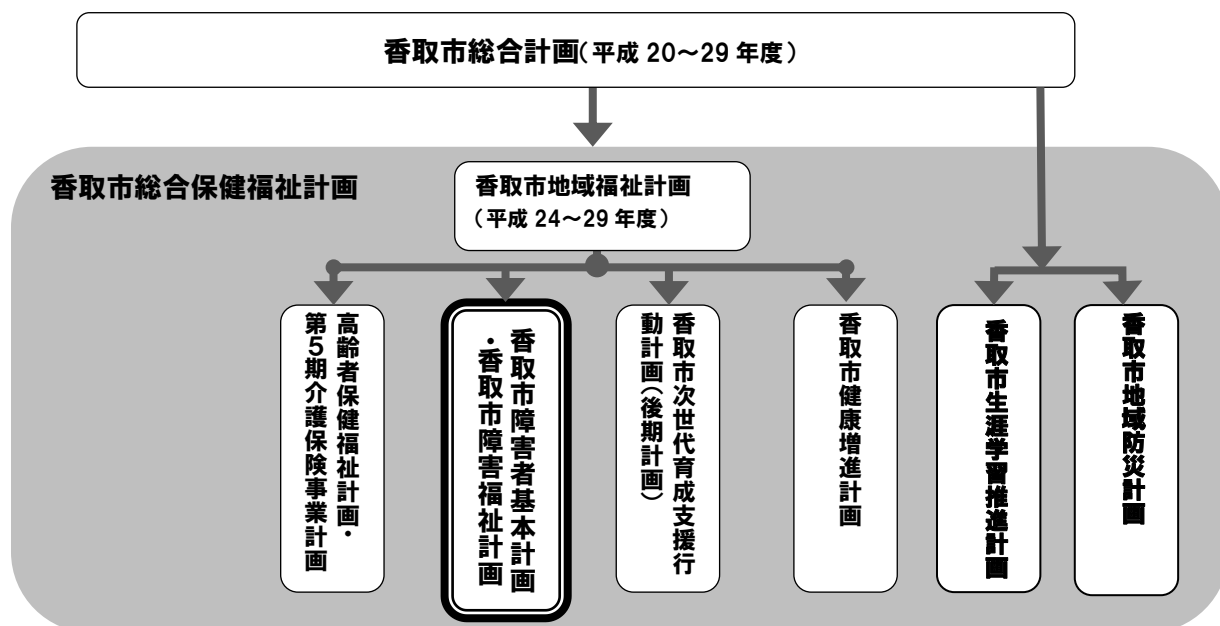 香取市総合計画(平成 20～29 年度)
香取市総合保健福祉計画
香取市地域福祉計画
(平成 24～29 年度)
高齢者保健福祉計画・
第５期介護保険事業計画
香取市障害者基本計画
・香取市障害福祉計画
香取市次世代育成支援行
動計画(後期計画)
香取市健康増進計画
香取市生涯学習推進計画
香取市地域防災計画